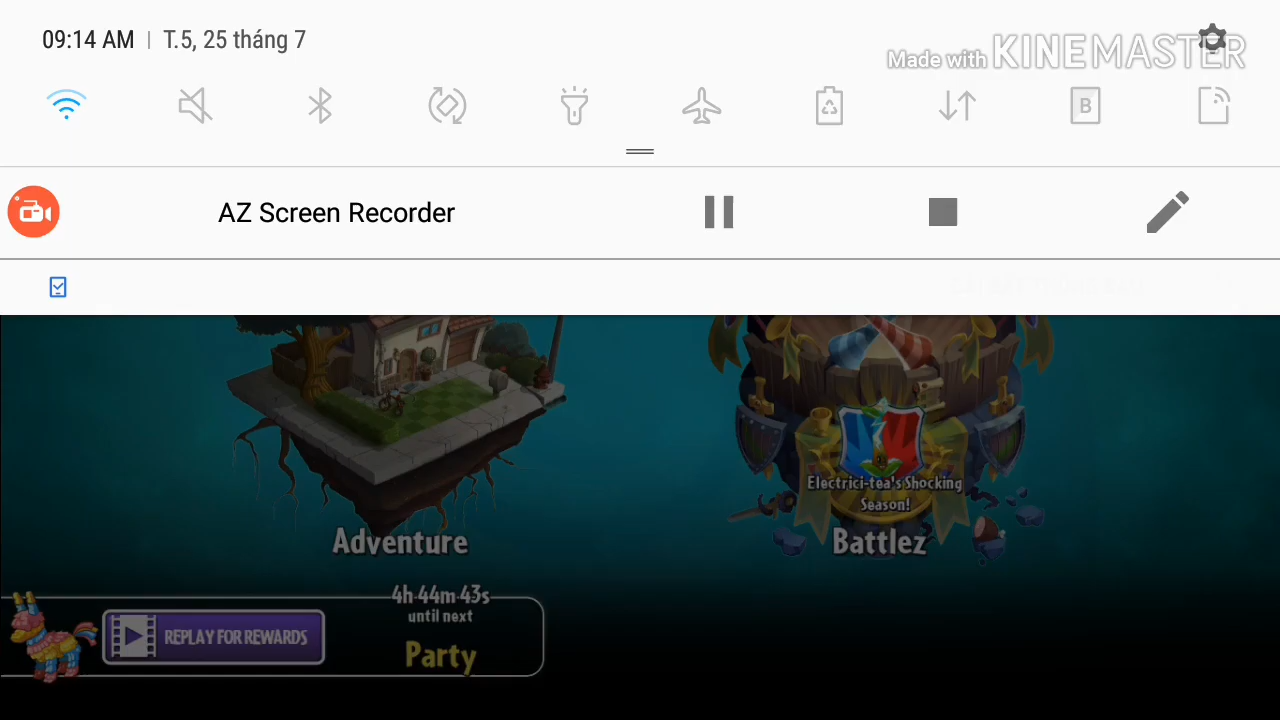 09:14 AM | T.5, 25 tháng 7
Made with KINEMASTER
B
AZ Screen Recorder
Electrici-tea's Shocking
Season!
Adventure
Battlez
4h 44m 43s
until next
REPLAY FOR REWARDS
Party